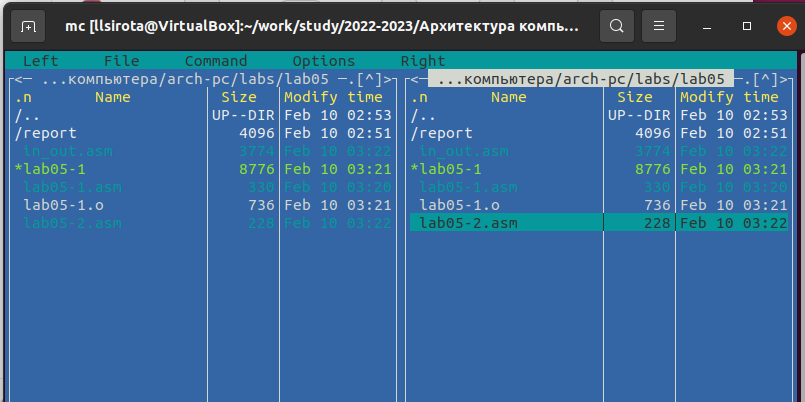 mc [llsirota@VirtualBox]:~/work/study/2022-2023/Архитектура компь...
Left File Command Options Right
<─ ...компьютера/arch-pc/labs/lab05 ─.[^]>
.n Name Size Modify time
/.. UP--DIR Feb 10 02:53
/report 4096 Feb 10 02:51
in_out.asm 3774 Feb 10 03:22
*lab05-1 8776 Feb 10 03:21
lab05-1.asm 330 Feb 10 03:20
lab05-1.o 736 Feb 10 03:21
lab05-2.asm 228 Feb 10 03:22
<─ ...компьютера/arch-pc/labs/lab05 ─.[^]>
.n Name Size Modify time
/.. UP--DIR Feb 10 02:53
/report 4096 Feb 10 02:51
in_out.asm 3774 Feb 10 03:22
*lab05-1 8776 Feb 10 03:21
lab05-1.asm 330 Feb 10 03:20
lab05-1.o 736 Feb 10 03:21
lab05-2.asm 228 Feb 10 03:22